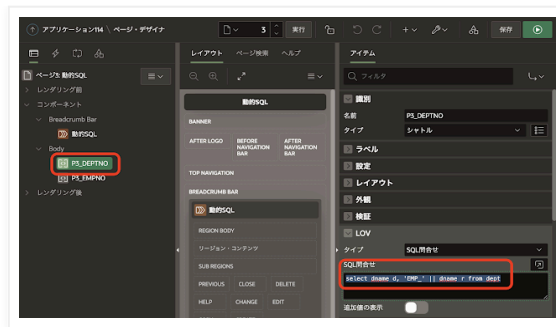 アプリケーション114 \ ページ・デザイナ
3
実行
保存
ページ3: 動的SQL
レンダリング前
コンポーネント
Breadcrumb Bar
動的SQL
Body
P3_DEPTNO
P3_EMPNO
レンダリング後
レイアウト
ページ検索
ヘルプ
動的SQL
BANNER
AFTER LOGO
BEFORE NAVIGATION BAR
AFTER NAVIGATION BAR
TOP NAVIGATION
BREADCRUMB BAR
動的SQL
REGION BODY
リージョン・コンテンツ
SUB REGIONS
PREVIOUS
CLOSE
DELETE
HELP
CHANGE
EDIT
アイテム
フィルタ
識別
名前
P3_DEPTNO
タイプ
シャトル
ラベル
設定
レイアウト
外観
検証
LOV
タイプ
SQL問合せ
SQL問合せ
select dname d, 'EMP_' || dname r from dept
追加値の表示